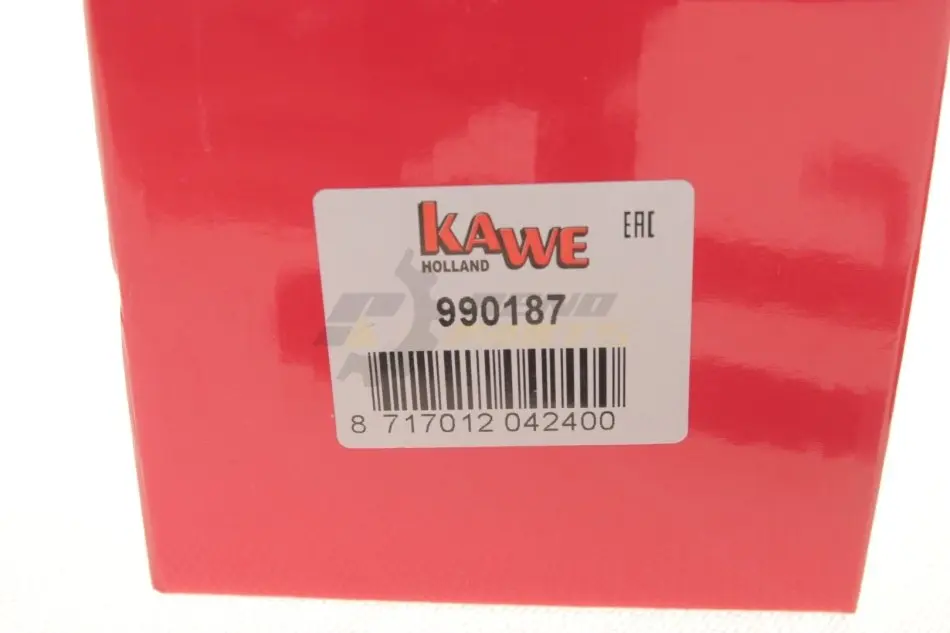 KAWE
HOLLAND
EAC
990187
8 717012 042400